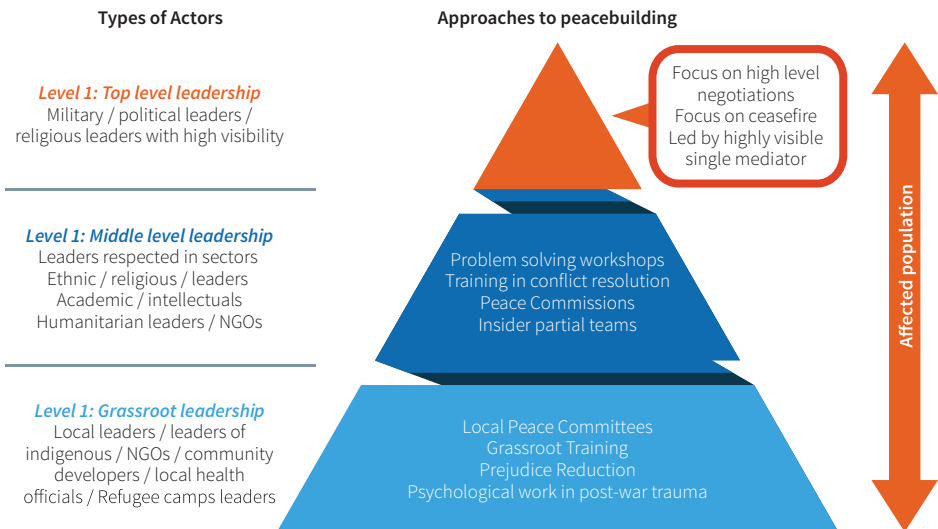 Types of Actors
Approaches to peacebuilding
Level 1: Top level leadership
Military / political leaders /
religious leaders with high visibility
Focus on high level
negotiations
Focus on ceasefire
Led by highly visible
single mediator
Level 1: Middle level leadership
Leaders respected in sectors
Ethnic / religious / leaders
Academic / intellectuals
Humanitarian leaders / NGOs
Problem solving workshops
Training in conflict resolution
Peace Commissions
Insider partial teams
Level 1: Grassroot leadership
Local leaders / leaders of
indigenous / NGOs / community
developers / local health
officials / Refugee camps leaders
Local Peace Committees
Grassroot Training
Prejudice Reduction
Psychological work in post-war trauma
Affected population